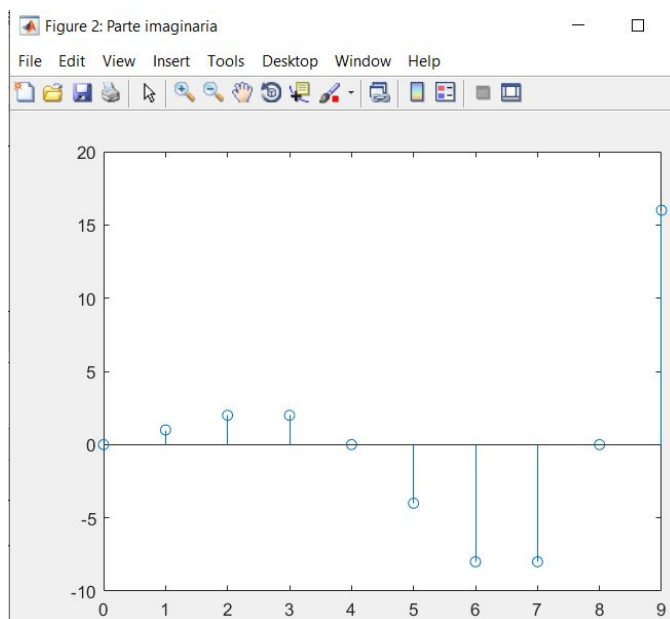 Figure 2: Parte imaginaria
File Edit View Insert Tools Desktop Window Help
20
15
10
5
0
-5
-10
0 1 2 3 4 5 6 7 8 9